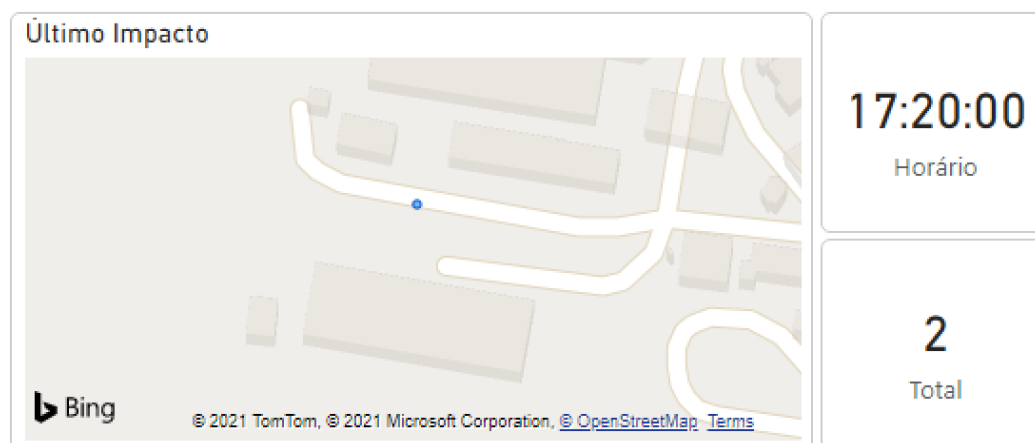 Último Impacto
17:20:00
Horário
2
Total
Bing
© 2021 TomTom, © 2021 Microsoft Corporation, © OpenStreetMap Terms